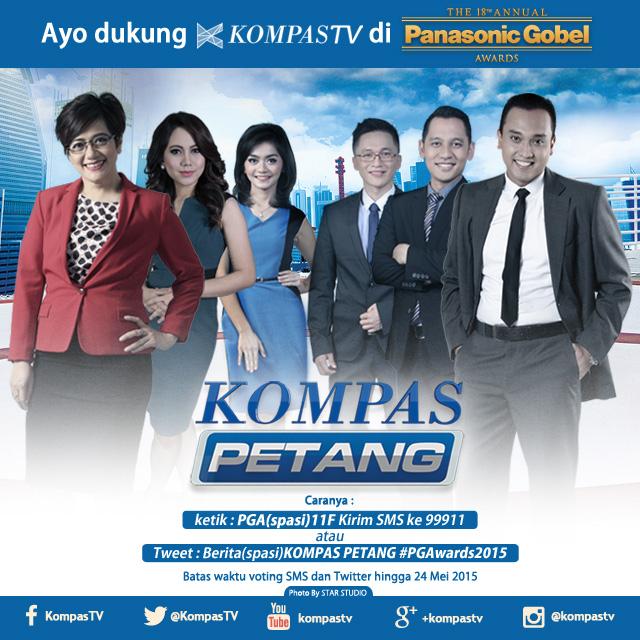 Ayo dukung KOMPASTV di THE 18TH ANNUAL Panasonic Gobel AWARDS
KOMPAS
PETANG
Caranya :
ketik : PGA(spasi)11F Kirim SMS ke 99911
atau
Tweet : Berita(spasi)KOMPAS PETANG #PGAwards2015
Batas waktu voting SMS dan Twitter hingga 24 Mei 2015
Photo By STAR STUDIO
f KompasTV @KompasTV You Tube kompastv g+ +kompastv @kompastv